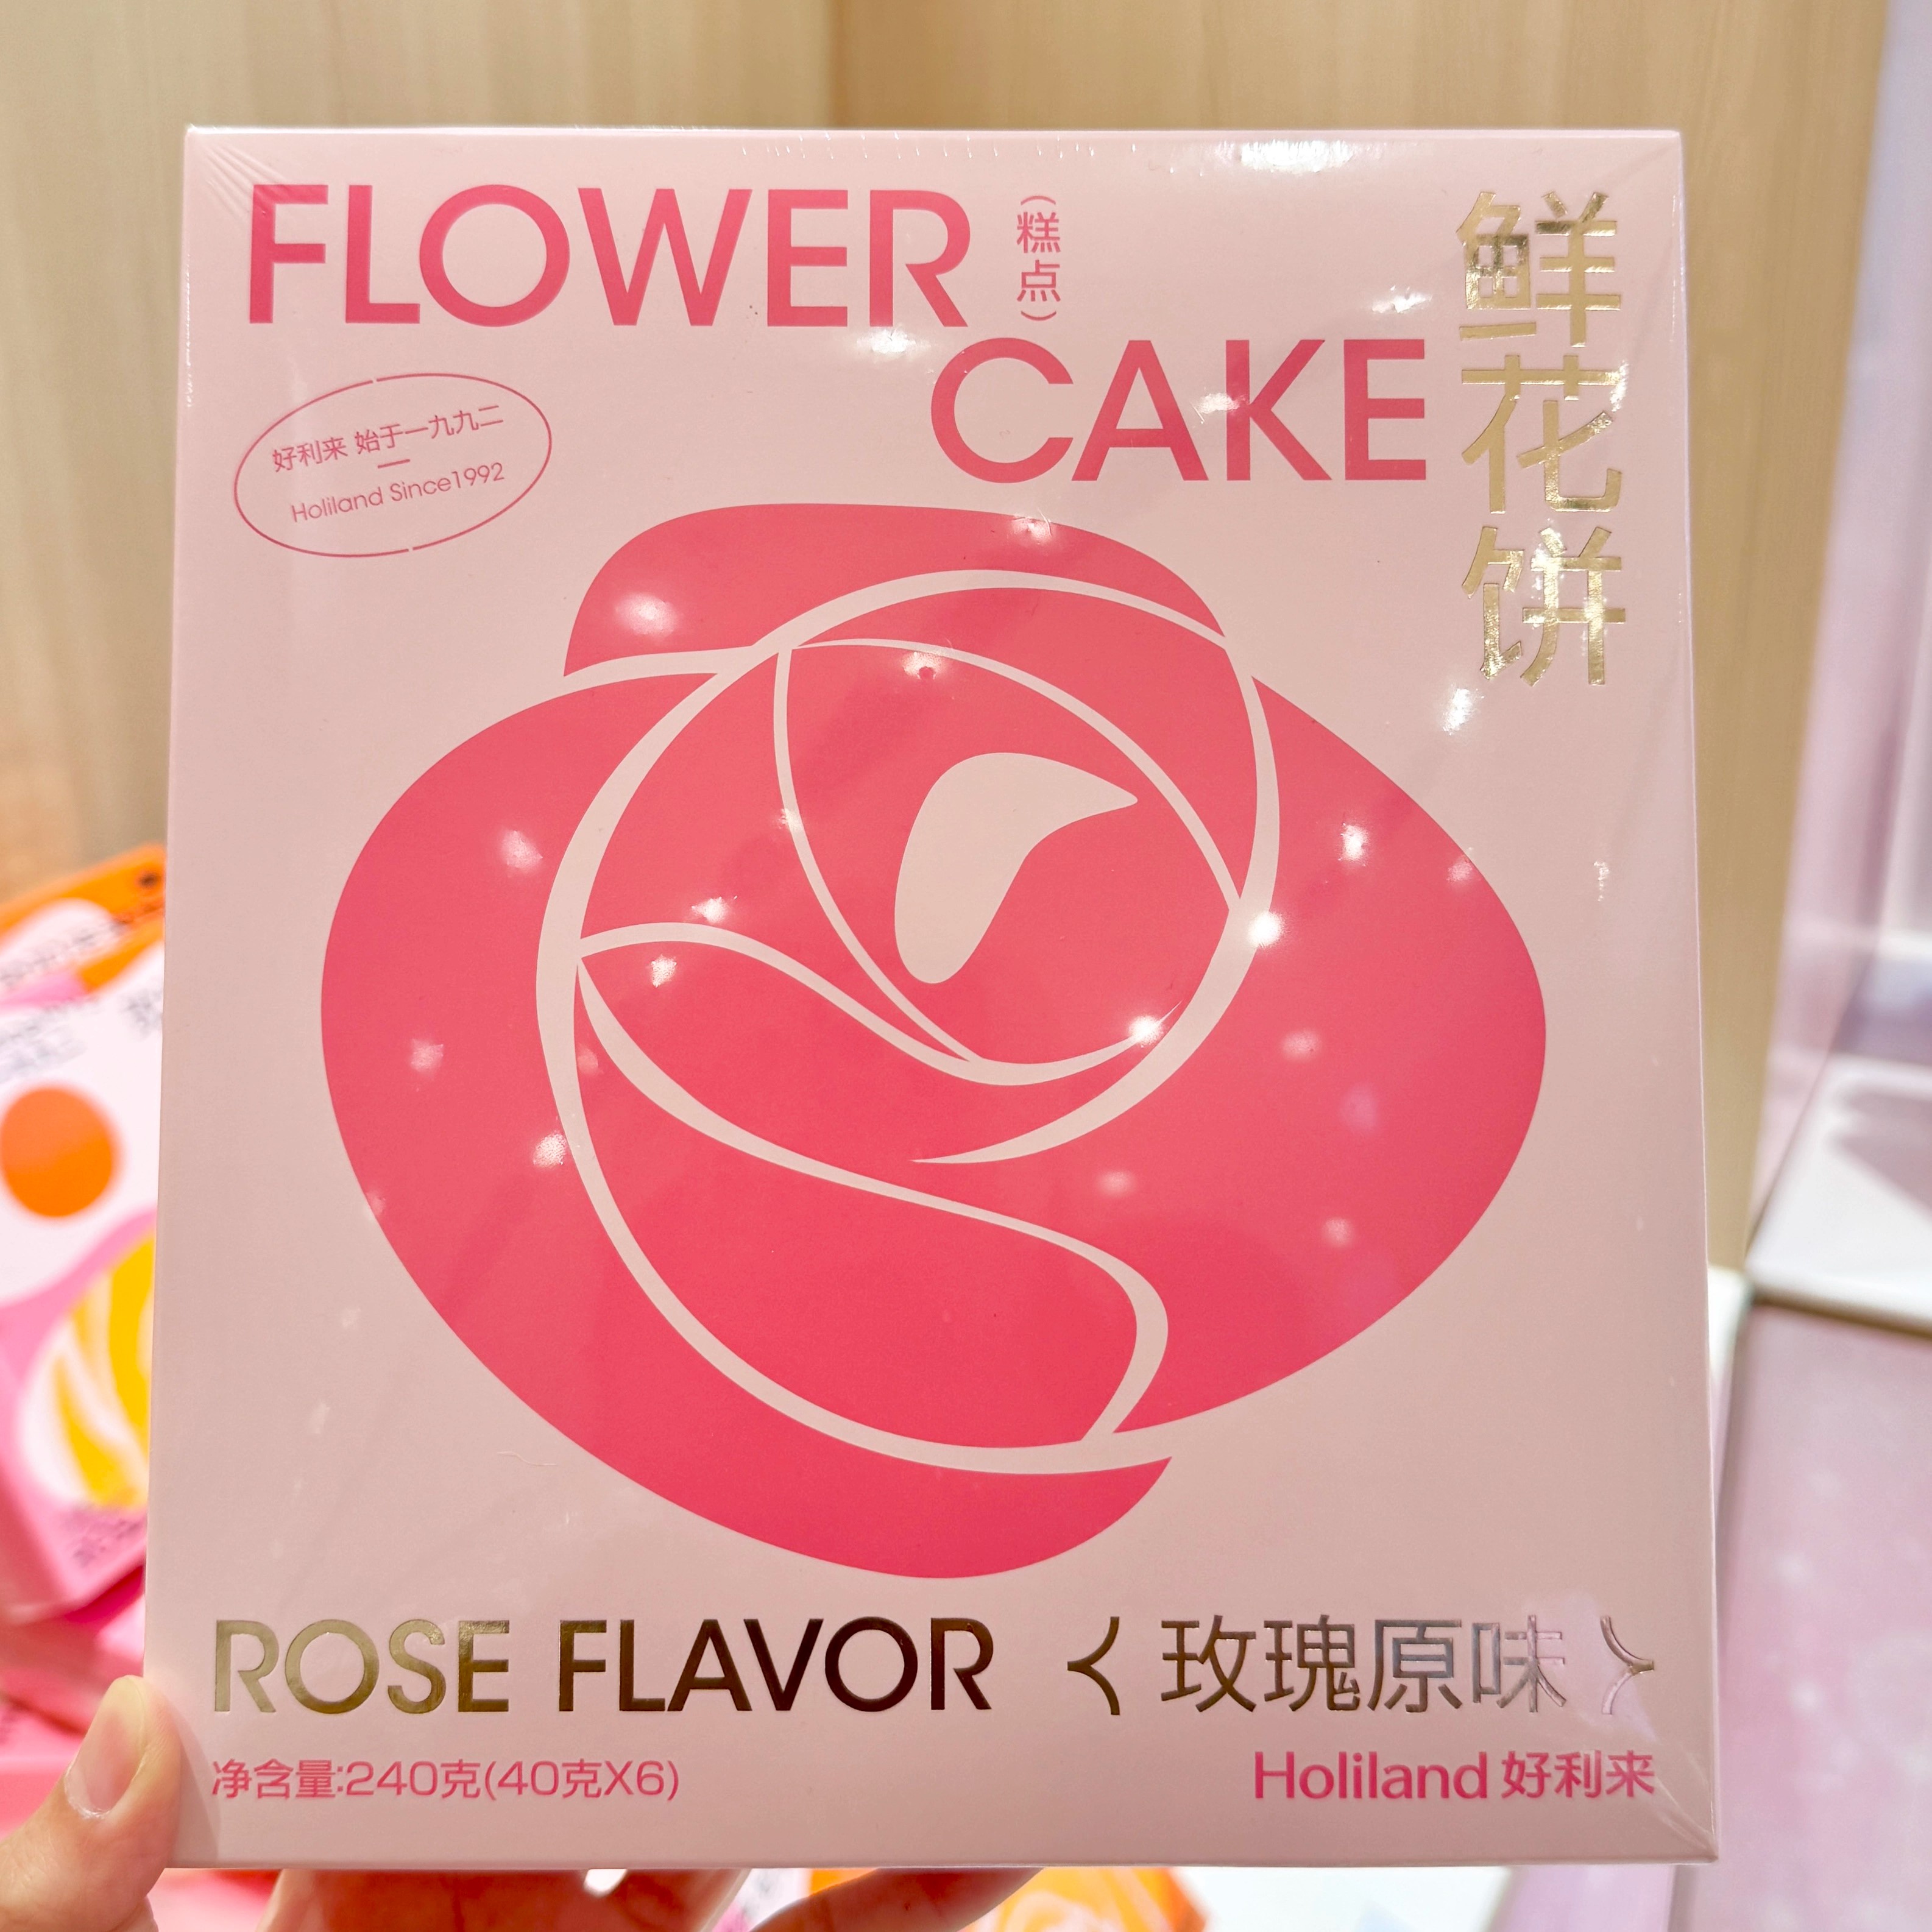 FLOWER
(糕点)
CAKE
鲜花饼
好利来 始于一九九二
Holiland Since1992
ROSE FLAVOR 〈玫瑰原味〉
净含量:240克(40克X6)
Holiland 好利来